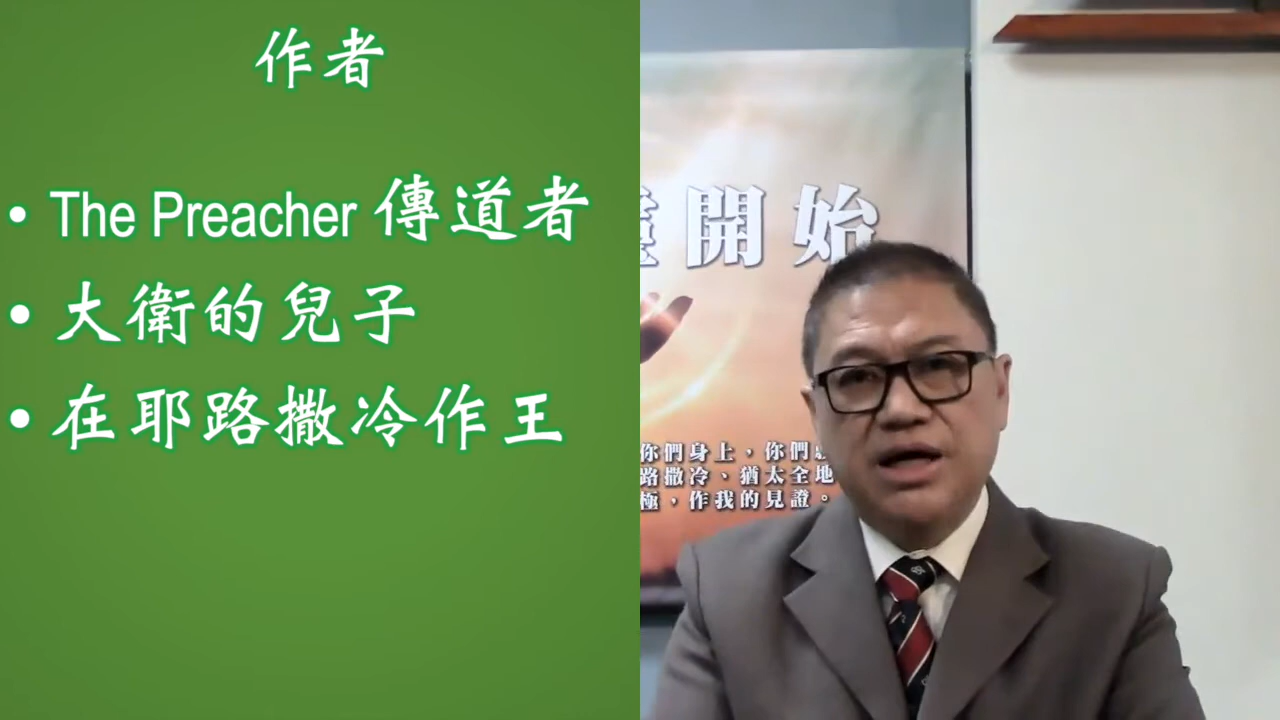 作者
• The Preacher 傳道者
• 大衛的兒子
• 在耶路撒冷作王
開始
你們身上，你們
路撒冷、猶太全地
極，作我的見證。